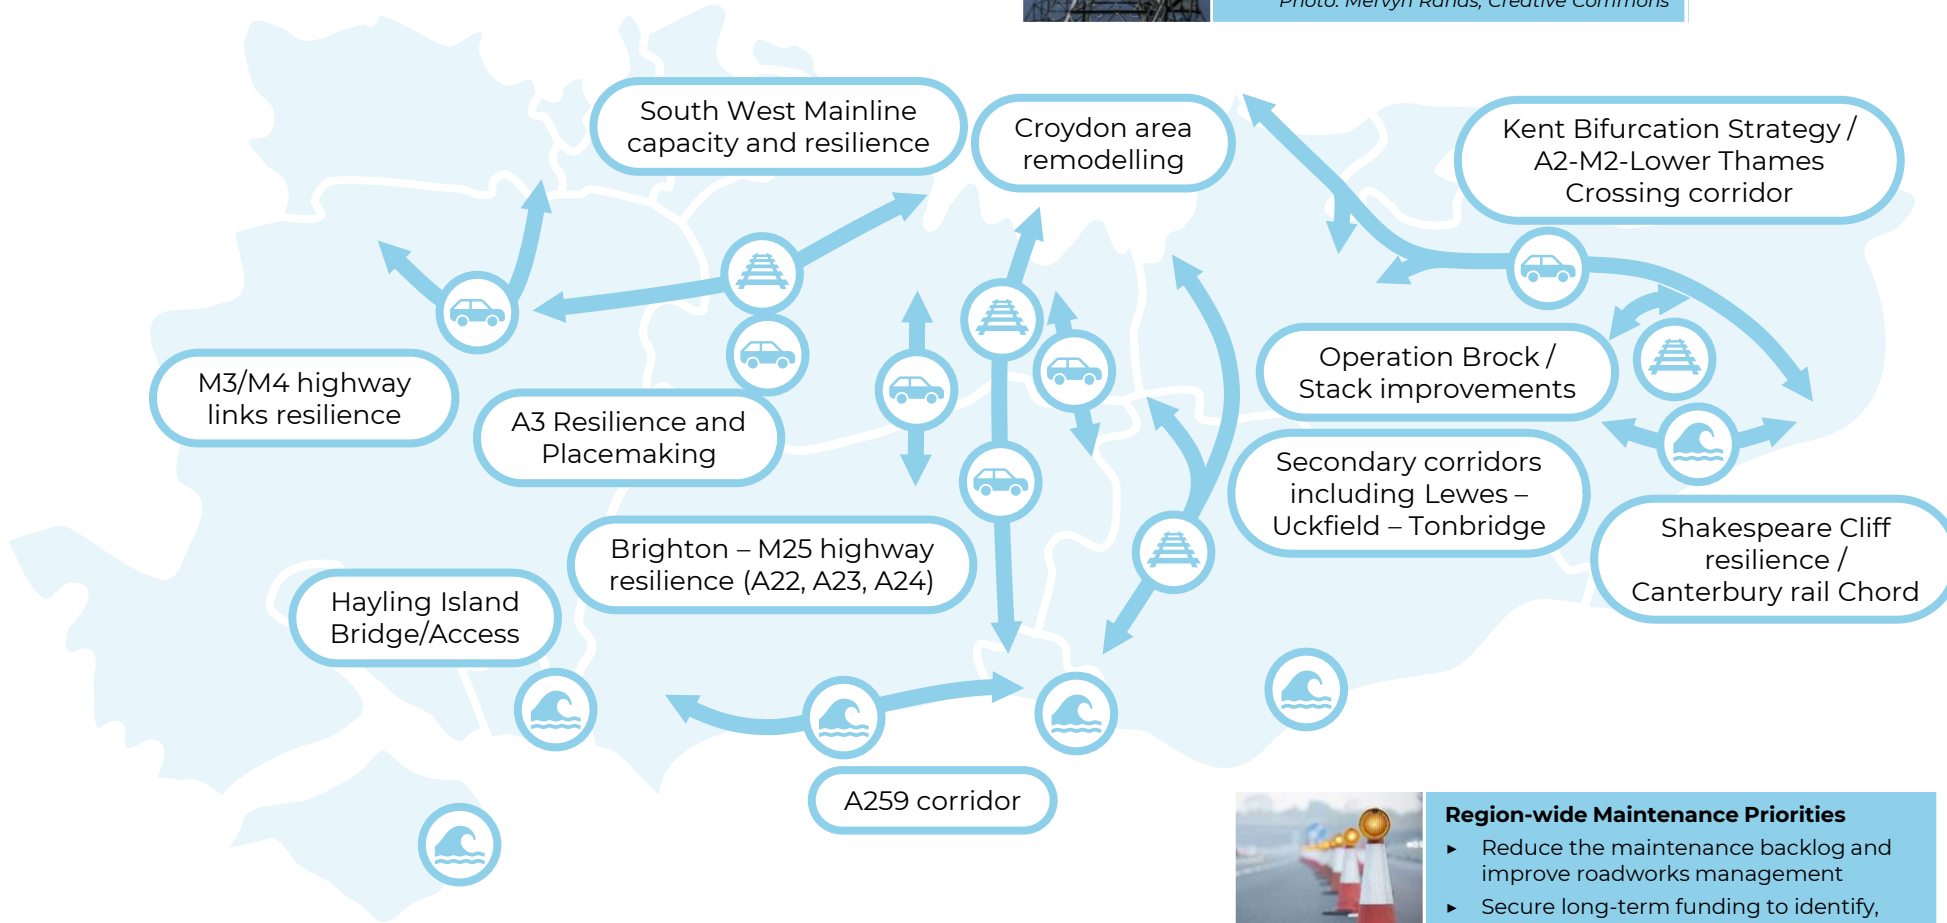 Photo: Mervyn Rands, Creative Commons
South West Mainline
capacity and resilience
Croydon area
remodelling
Kent Bifurcation Strategy /
A2-M2-Lower Thames
Crossing corridor
M3/M4 highway
links resilience
A3 Resilience and
Placemaking
Operation Brock /
Stack improvements
Secondary corridors
including Lewes –
Uckfield – Tonbridge
Brighton – M25 highway
resilience (A22, A23, A24)
Shakespeare Cliff
resilience /
Canterbury rail Chord
Hayling Island
Bridge/Access
A259 corridor
Region-wide Maintenance Priorities
▸ Reduce the maintenance backlog and
improve roadworks management
▸ Secure long-term funding to identify,